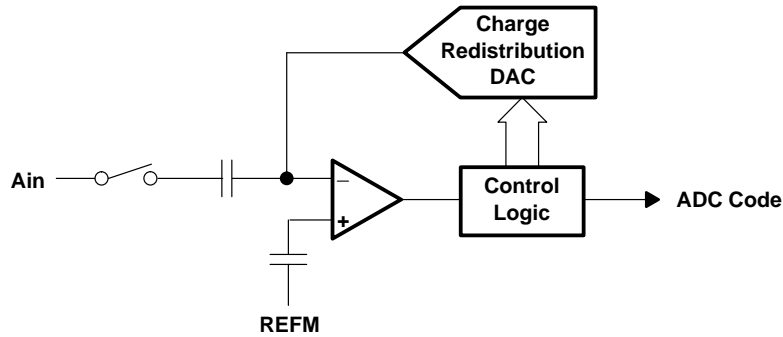 Charge
Redistribution
DAC
Ain
−
+
Control
Logic
ADC Code
REFM